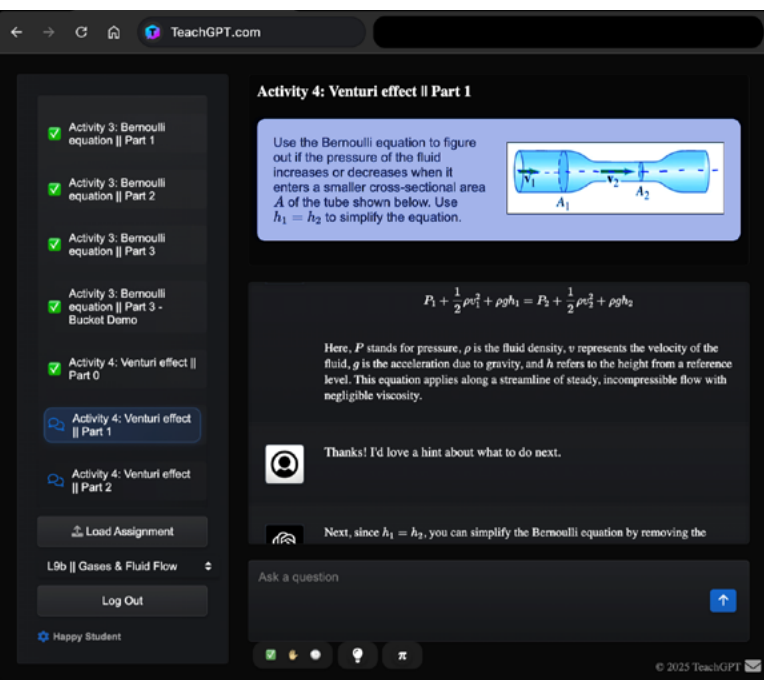 TeachGPT.com
Activity 3: Bernoulli
equation || Part 1
Activity 3: Bernoulli
equation || Part 2
Activity 3: Bernoulli
equation || Part 3
Activity 3: Bernoulli
equation || Part 3 -
Bucket Demo
Activity 4: Venturi effect ||
Part 0
Activity 4: Venturi effect
|| Part 1
Activity 4: Venturi effect
|| Part 2
Load Assignment
L9b || Gases & Fluid Flow
Log Out
Happy Student
Activity 4: Venturi effect || Part 1
Use the Bernoulli equation to figure
out if the pressure of the fluid
increases or decreases when it
enters a smaller cross-sectional area
A of the tube shown below. Use
h₁ = h₂ to simplify the equation.
v₁
v₂
A₁
A₂
P₁ + 1/2 ρv₁² + ρgh₁ = P₂ + 1/2 ρv₂² + ρgh₂
Here, P stands for pressure, ρ is the fluid density, v represents the velocity of the
fluid, g is the acceleration due to gravity, and h refers to the height from a reference
level. This equation applies along a streamline of steady, incompressible flow with
negligible viscosity.
Thanks! I'd love a hint about what to do next.
Next, since h₁ = h₂, you can simplify the Bernoulli equation by removing the
Ask a question
π
© 2025 TeachGPT